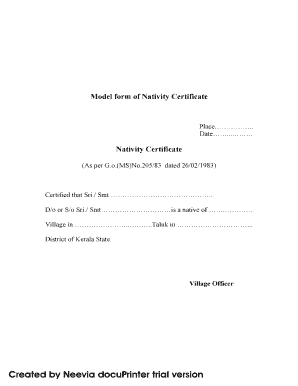 Model form of Nativity Certificate
Place……………..
Date…………….
Nativity Certificate
(As per G.o.(MS)No.295/83 dated 26/02/1983)
Certified that Sri / Smt …………………………………………
D/o or S/o Sri / Smt ……………………………is a native of …………………
Village in ………………………………Taluk in ………………………………
District of Kerala State.
Village Officer
Created by Neevia docuPrinter trial version